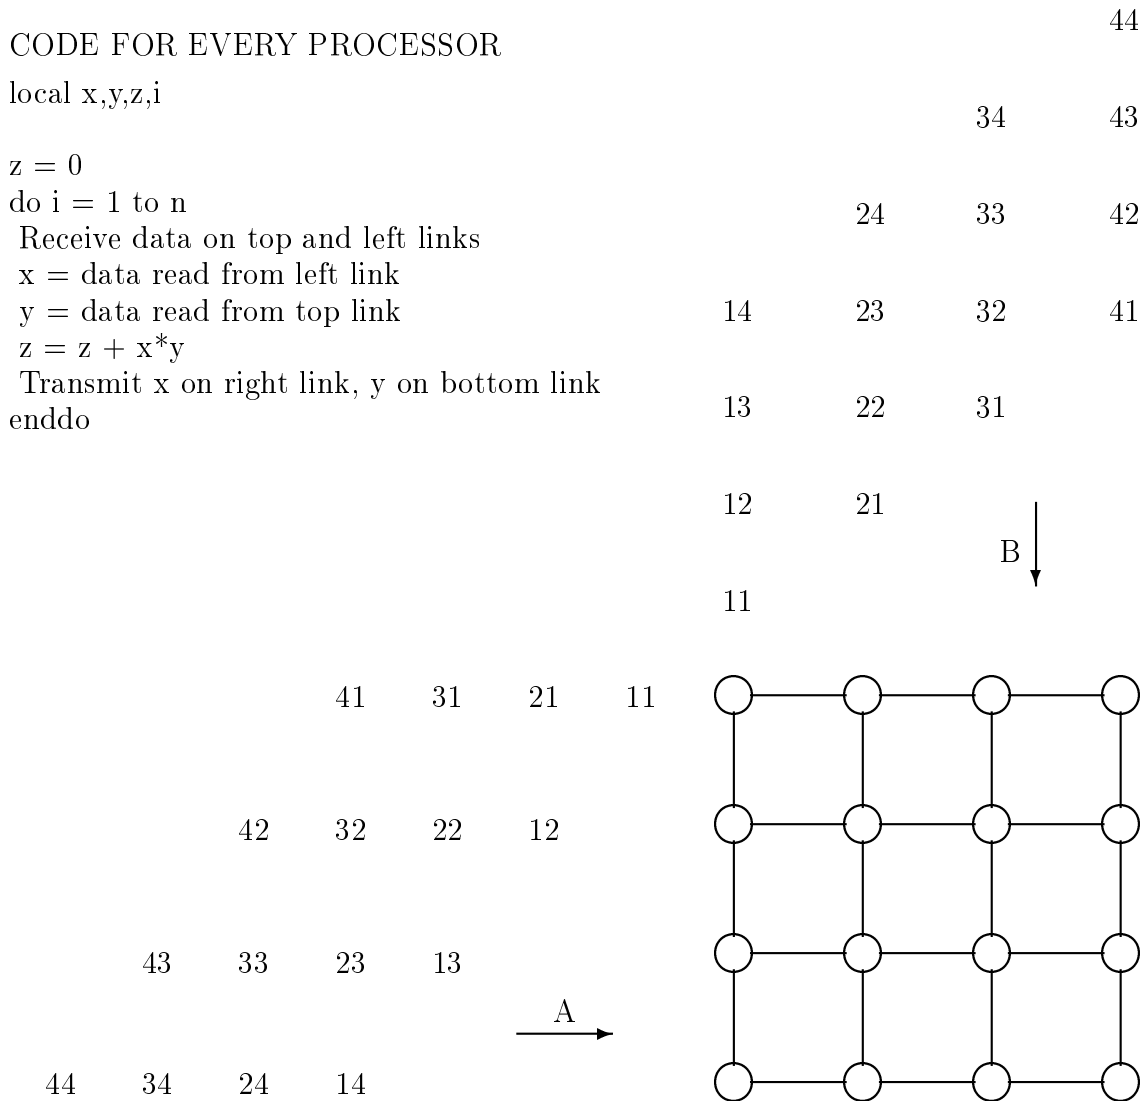 CODE FOR EVERY PROCESSOR
local x,y,z,i
z = 0
do i = 1 to n
Receive data on top and left links
x = data read from left link
y = data read from top link
z = z + x*y
Transmit x on right link, y on bottom link
enddo
44
34 43
24 33 42
14 23 32 41
13 22 31
12 21
B
11
41 31 21 11
42 32 22 12
43 33 23 13
A
44 34 24 14